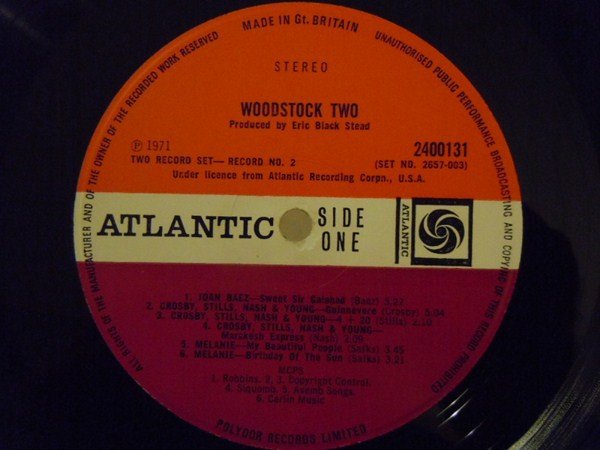 MADE IN Gt. BRITAIN
UNAUTHORISED PUBLIC PERFORMANCE BROADCASTING AND COPYING OF THIS RECORD PROHIBITED
ALL RIGHTS OF THE MANUFACTURER AND OF THE OWNER OF THE RECORDED WORK RESERVED
STEREO
WOODSTOCK TWO
Produced by Eric Black Stead
℗ 1971
2400131
TWO RECORD SET— RECORD NO. 2
(SET NO. 2657-003)
Under licence from Atlantic Recording Corpn., U.S.A.
ATLANTIC
SIDE
ONE
ATLANTIC
1. JOAN BAEZ—Sweet Sir Galahad (Baez) 3.27
2. CROSBY, STILLS, NASH & YOUNG—Guinnevere (Crosor) 5.04
3. CROSBY, STILLS, NASH & YOUNG—4 + 20 (Stills) 2.10
4. CROSBY, STILLS, NASH & YOUNG—
Marakesh Express (Nash) 2.09
5. MELANIE—My Beautiful People (Safka) 3.45
6. MELANIE—Birthday Of The Sun (Safka) 3.21
MCPS
1. Robbins. 2, 3. Copyright Control.
4. Siquomo. 5. Avemb Songs.
6. Carlin Music
POLYDOR RECORDS LIMITED